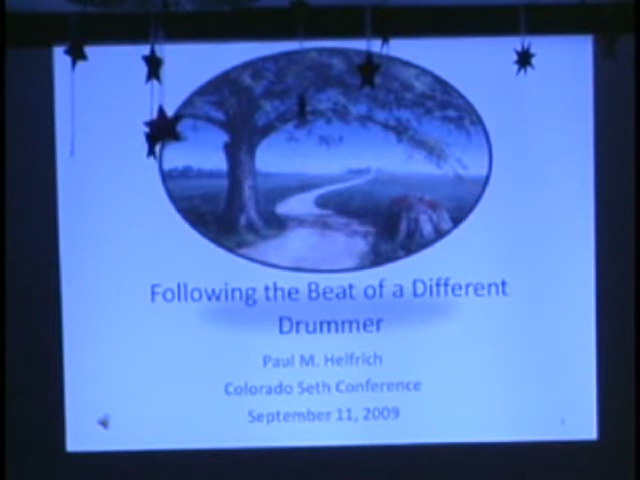 Following the Beat of a Different
Drummer
Paul M. Helfrich
Colorado Seth Conference
September 11, 2009